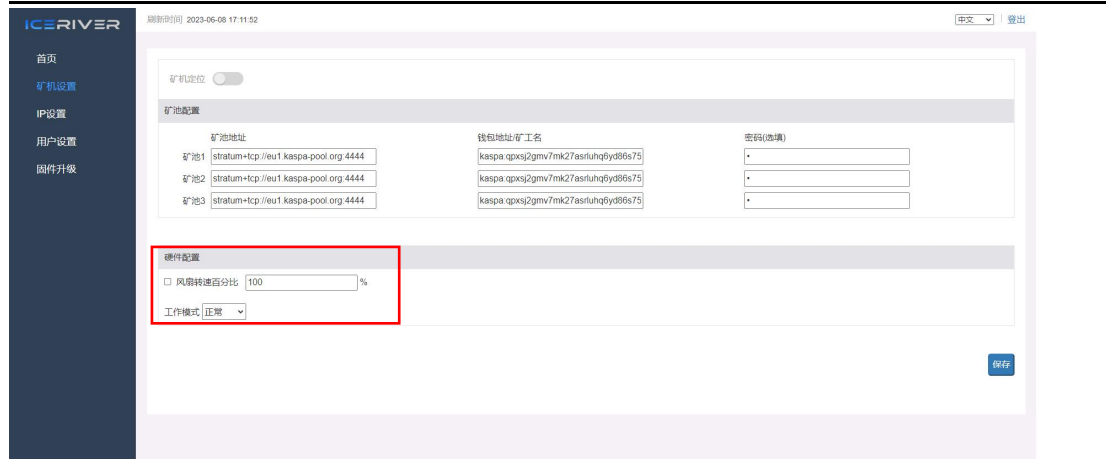 ICERIVER
刷新时间 2023-06-08 17:11:52
中文
登出
首页
矿机设置
IP设置
用户设置
固件升级
矿机定位
矿池配置
矿池地址 钱包地址/矿工名 密码(选填)
矿池1 stratum+tcp://eu1.kaspa-pool.org:4444 kaspa:qpxsj2gmv7mk27asrluhq6yd86s75 •
矿池2 stratum+tcp://eu1.kaspa-pool.org:4444 kaspa:qpxsj2gmv7mk27asrluhq6yd86s75 •
矿池3 stratum+tcp://eu1.kaspa-pool.org:4444 kaspa:qpxsj2gmv7mk27asrluhq6yd86s75 •
硬件配置
风扇转速百分比 100 %
工作模式 正常
保存